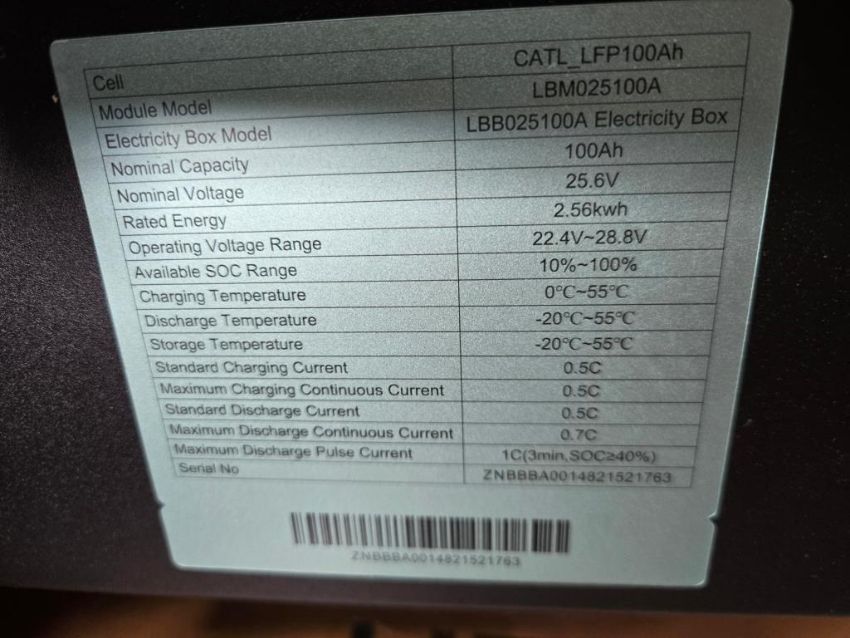 Cell CATL_LFP100Ah
Module Model LBM025100A
Electricity Box Model LBB025100A Electricity Box
Nominal Capacity 100Ah
Nominal Voltage 25.6V
Rated Energy 2.56kwh
Operating Voltage Range 22.4V~28.8V
Available SOC Range 10%~100%
Charging Temperature 0℃~55℃
Discharge Temperature -20℃~55℃
Storage Temperature -20℃~55℃
Standard Charging Current 0.5C
Maximum Charging Continuous Current 0.5C
Standard Discharge Current 0.5C
Maximum Discharge Continuous Current 0.7C
Maximum Discharge Pulse Current 1C(3min,SOC≥40%)
Serial No ZNBBBA0014821521763
ZNBBBA0014821521763